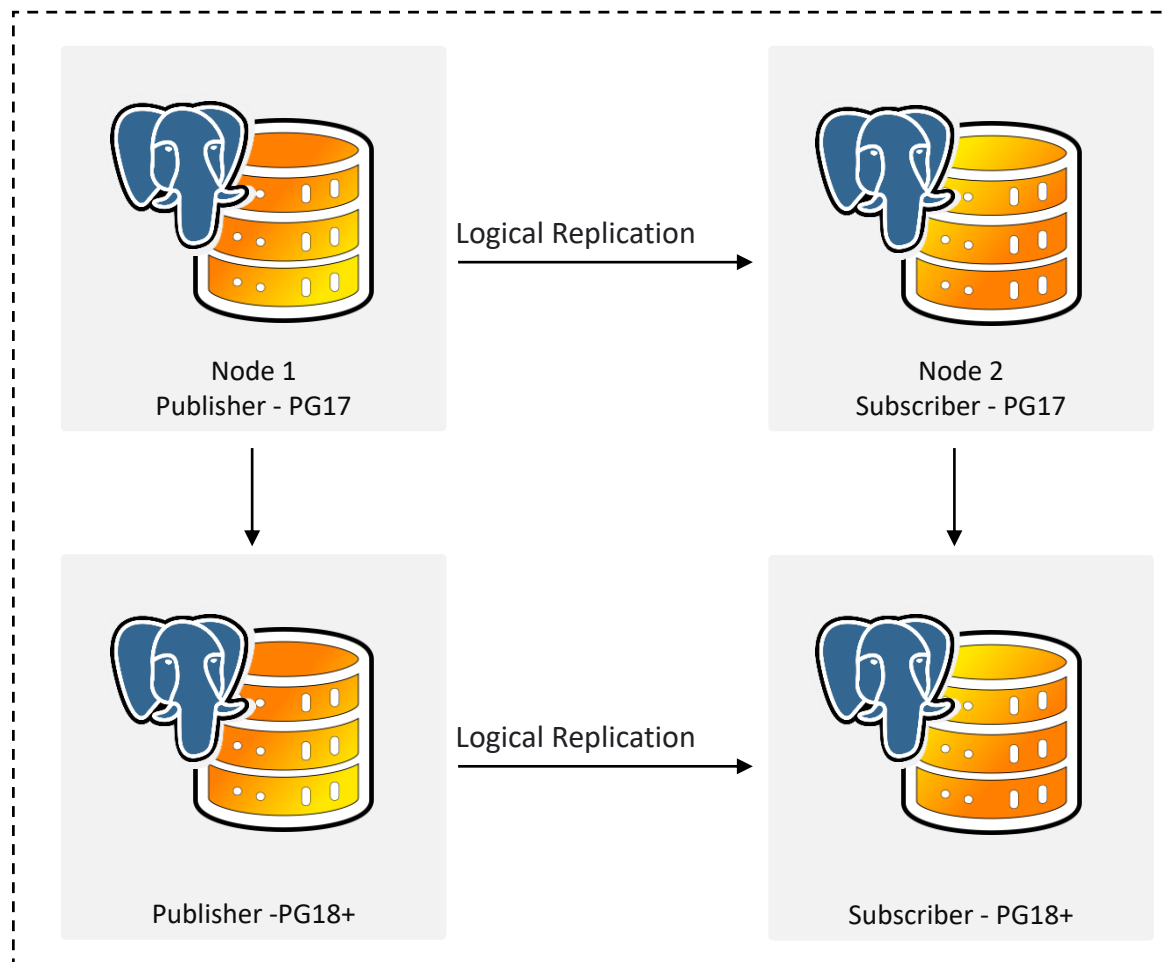 Logical Replication
Node 1
Publisher - PG17
Node 2
Subscriber - PG17
Logical Replication
Publisher -PG18+
Subscriber - PG18+